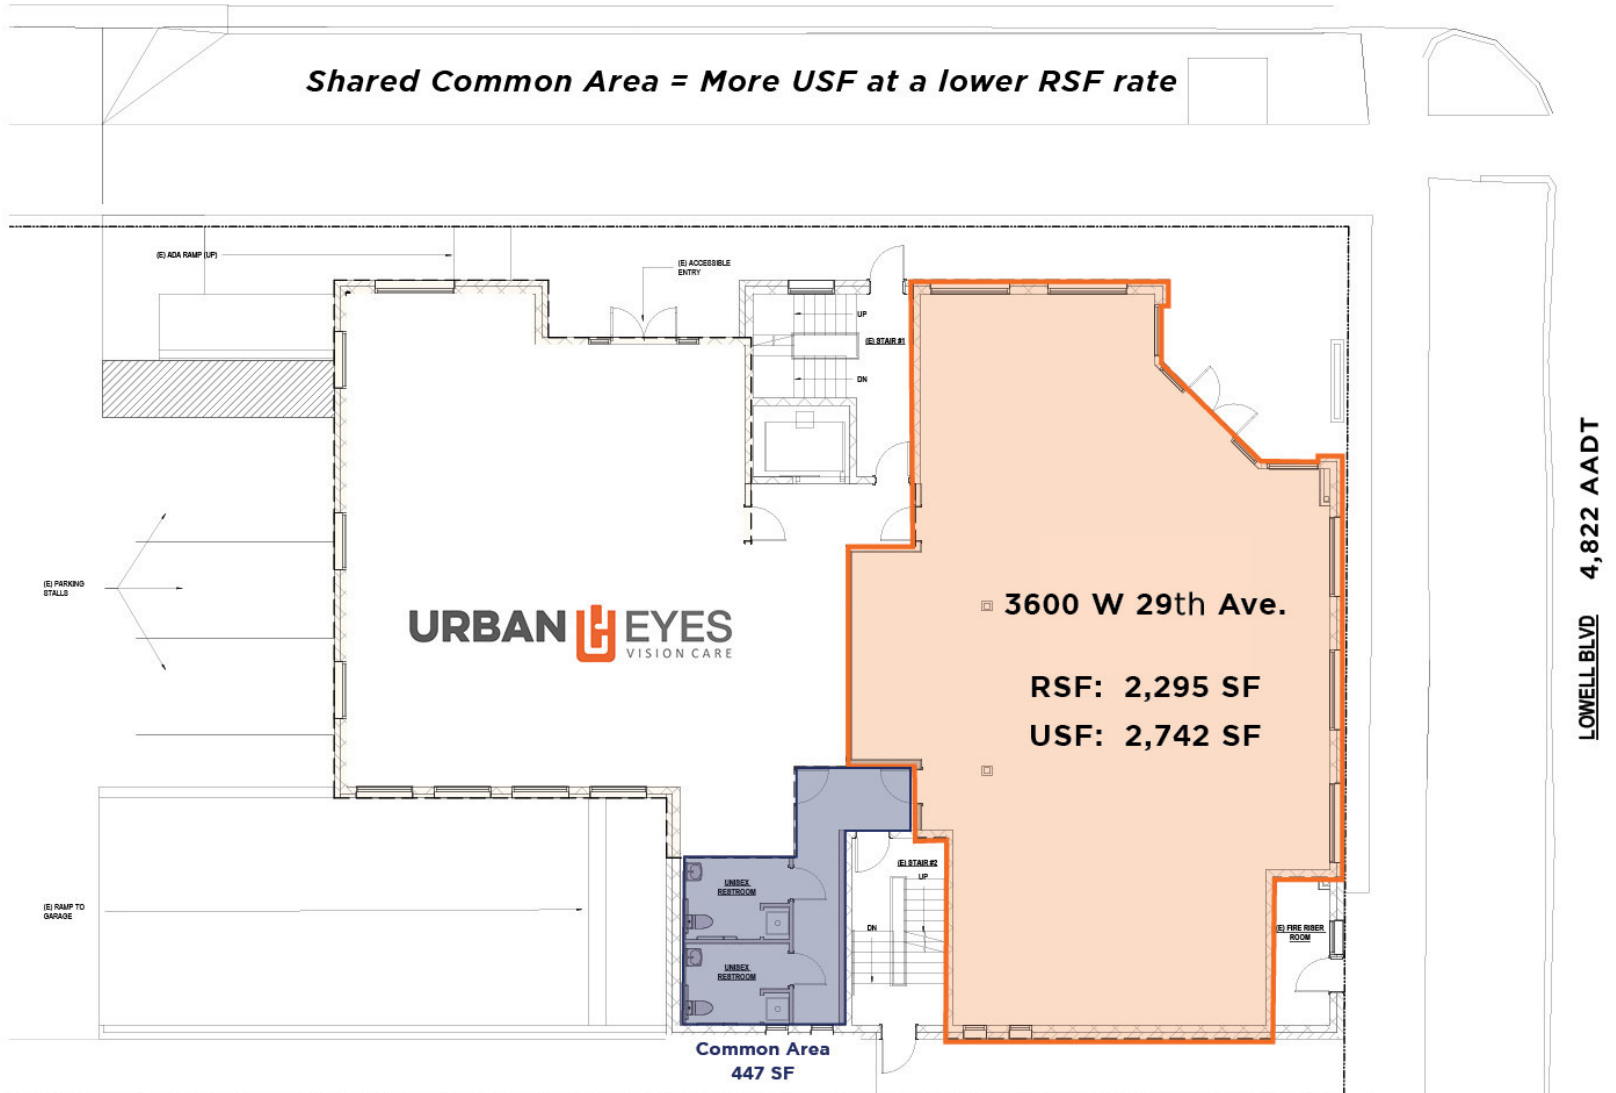 Shared Common Area = More USF at a lower RSF rate
(E) ADA RAMP (UP)
(E) ACCESSIBLE
ENTRY
UP
(E) STAIR #1
DN
4,822 AADT
LOWELL BLVD
(E) PARKING
STALLS
URBAN EYES
VISION CARE
3600 W 29th Ave.
RSF: 2,295 SF
USF: 2,742 SF
(E) STAIR #2
UP
DN
UNISEX
RESTROOM
(E) RAMP TO
GARAGE
(E) FIRE RISER
ROOM
UNISEX
RESTROOM
Common Area
447 SF